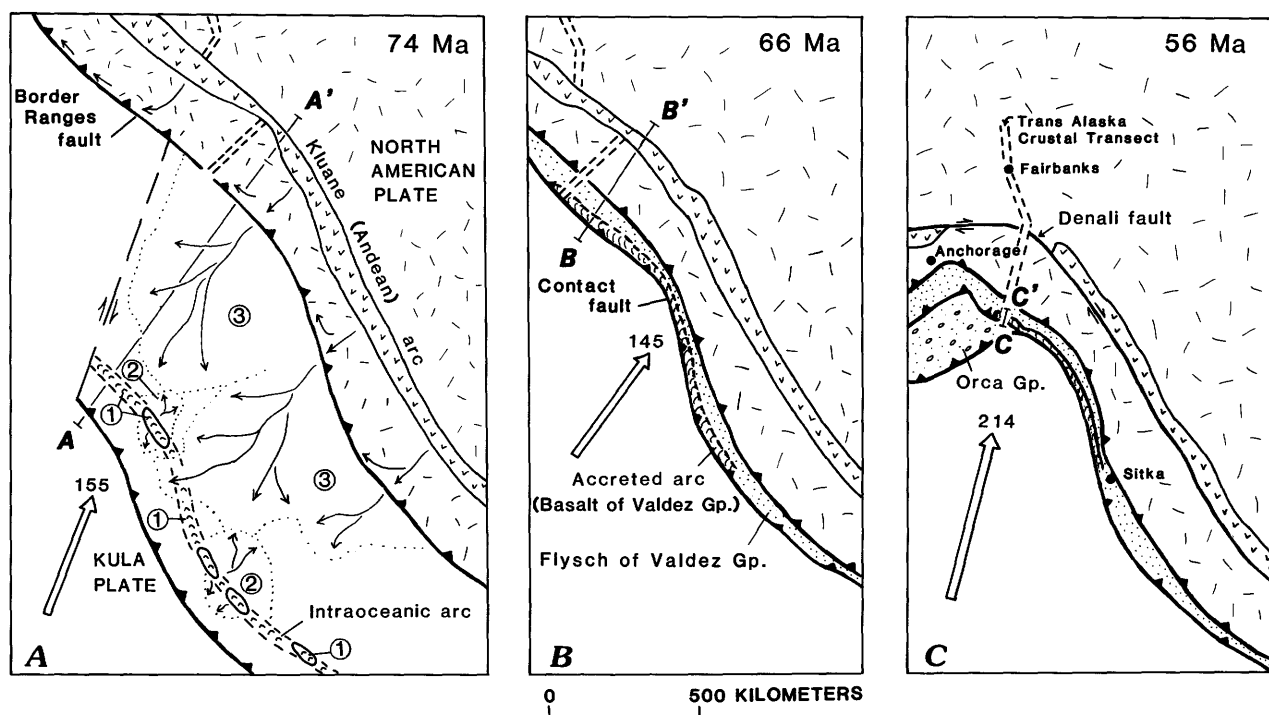 74 Ma
Border
Ranges
fault
A'
NORTH
AMERICAN
PLATE
Kluane
(Andean)
arc
③
②
①
A
155
①
③
KULA
PLATE
②
Intraoceanic arc
①
A
66 Ma
B'
B
Contact
fault
145
Accreted arc
(Basalt of Valdez Gp.)
Flysch of Valdez Gp.
B
0 500 KILOMETERS
56 Ma
Trans Alaska
Crustal Transect
Fairbanks
Denali fault
Anchorage
C'
C
Orca Gp.
214
Sitka
C